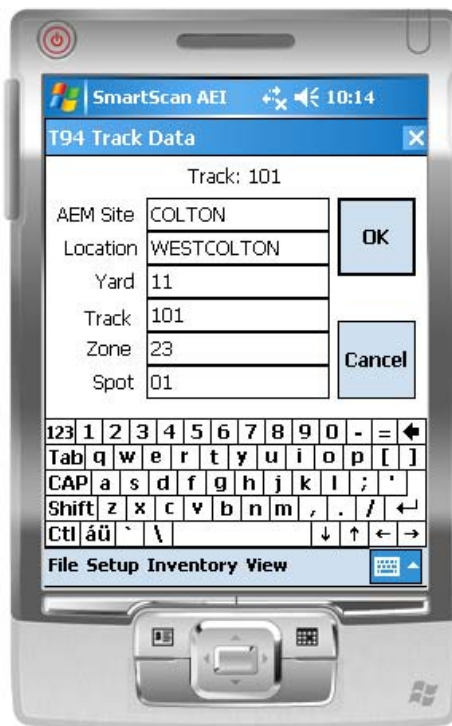 SmartScan AEI 10:14
T94 Track Data
Track: 101
AEM Site COLTON
Location WESTCOLTON
OK
Yard 11
Track 101
Zone 23
Cancel
Spot 01
123 1 2 3 4 5 6 7 8 9 0 - = 🡄
Tab q w e r t y u i o p [ ]
CAP a s d f g h j k l ; '
Shift z x c v b n m , . / ↵
Ctl áü ` \ ↓ ↑ ← →
File Setup Inventory View